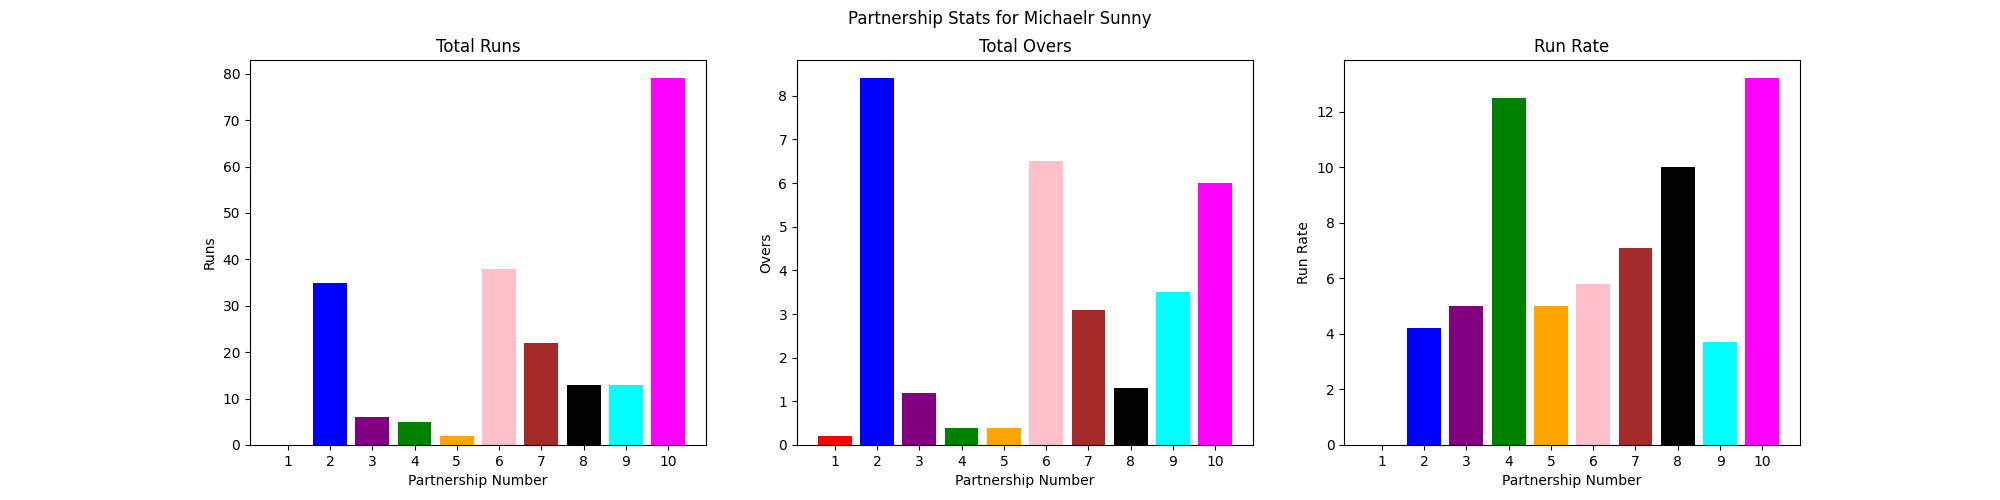 Partnership Stats for Michaelr Sunny
Total Runs
80
70
60
50
40
30
20
10
0
Runs
1 2 3 4 5 6 7 8 9 10
Partnership Number
Total Overs
8
7
6
5
4
3
2
1
0
Overs
1 2 3 4 5 6 7 8 9 10
Partnership Number
Run Rate
12
10
8
6
4
2
0
Run Rate
1 2 3 4 5 6 7 8 9 10
Partnership Number